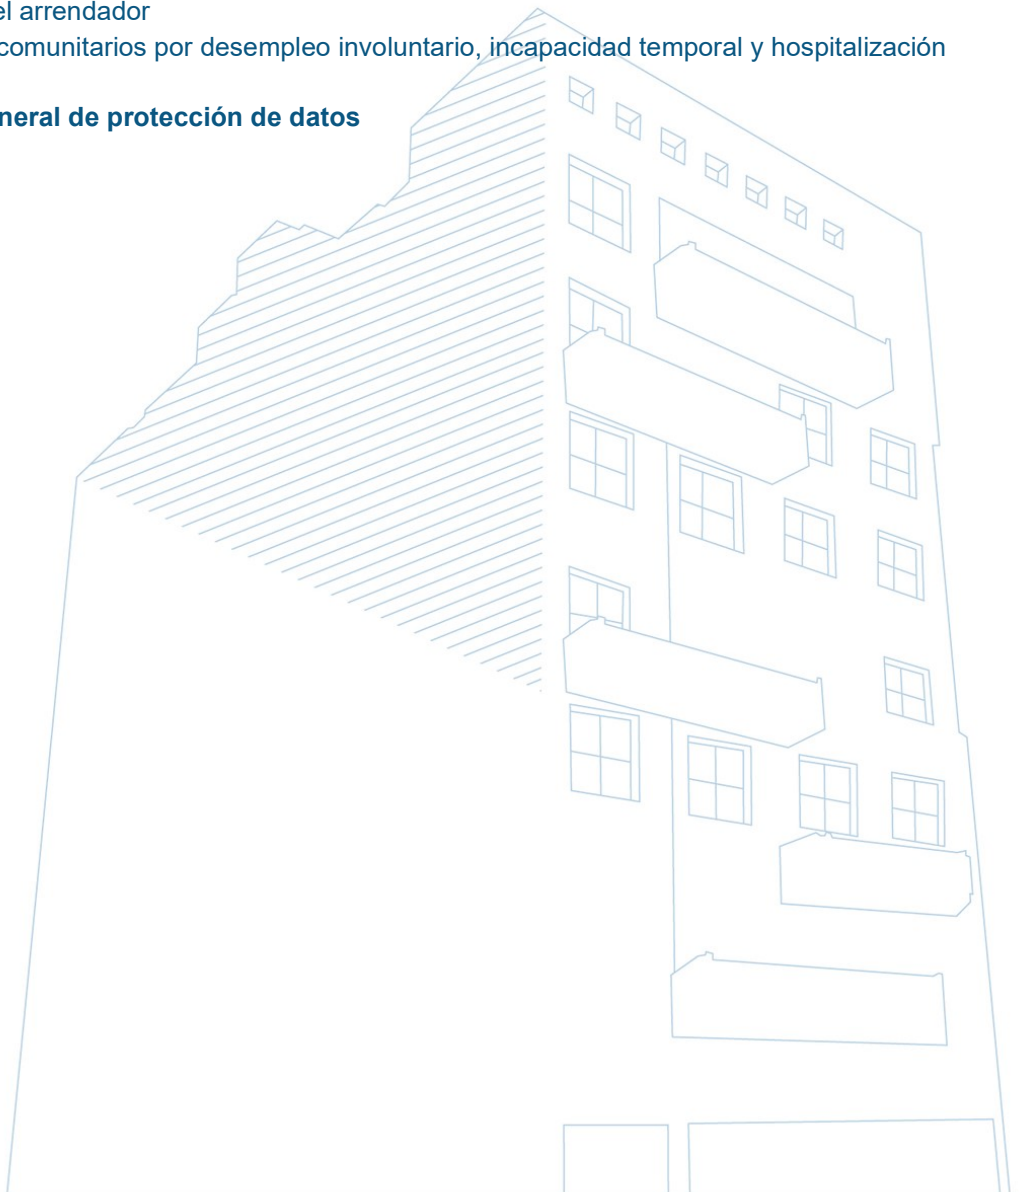 el arrendador
comunitarios por desempleo involuntario, incapacidad temporal y hospitalización
neral de protección de datos